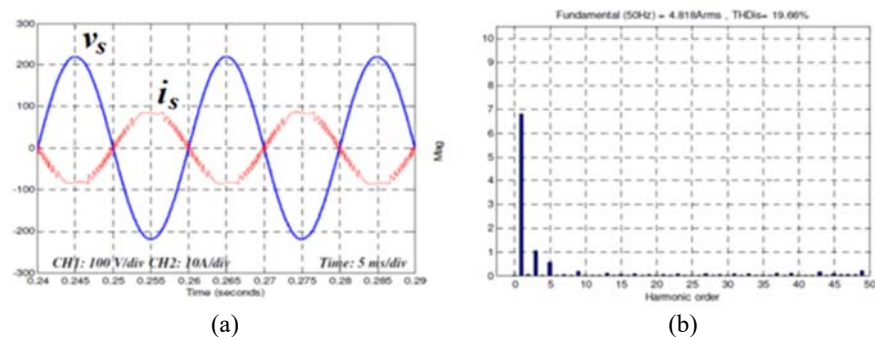 300
200
100
0
-100
-200
300
vs
is
CH1: 100 V/div CH2: 10A/div
Time: 5 ms/div
0.24 0.245 0.25 0.255 0.26 0.265 0.27 0.275 0.28 0.285 0.29
Time (seconds)
(a)
Fundamental (50Hz) = 4.818Arms , THDis= 19.66%
10
9
8
7
6
5
4
3
2
1
0
Mag
0 5 10 15 20 25 30 35 40 45 50
Harmonic order
(b)